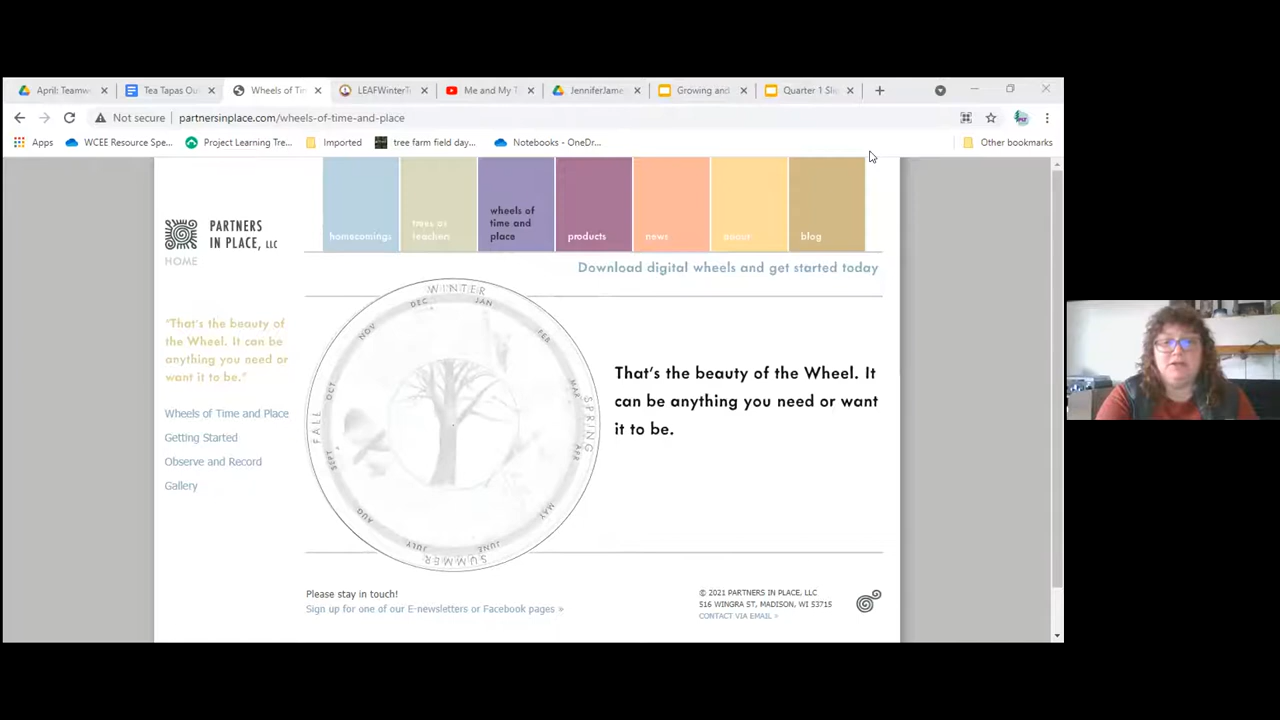 April: Teamw
Tea Tapas Ou
Wheels of Tim
LEAFWinterT
Me and My T
JenniferJame
Growing and
Quarter 1 Slid
Not secure
partnersinplace.com/wheels-of-time-and-place
Apps
WCEE Resource Spe...
Project Learning Tre...
Imported
tree farm field day...
Notebooks - OneDr...
Other bookmarks
PARTNERS
IN PLACE, LLC
HOME
homecomings
trees as
teachers
wheels of
time and
place
products
news
about
blog
Download digital wheels and get started today
"That's the beauty of
the Wheel. It can be
anything you need or
want it to be."
Wheels of Time and Place
Getting Started
Observe and Record
Gallery
WINTER
DEC
JAN
NOV
FEB
OCT
MAR
FALL
SPRING
SEPT
APR
AUG
MAY
JULY
JUNE
SUMMER
That's the beauty of the Wheel. It
can be anything you need or want
it to be.
Please stay in touch!
Sign up for one of our E-newsletters or Facebook pages »
© 2021 PARTNERS IN PLACE, LLC
516 WINGRA ST, MADISON, WI 53715
CONTACT VIA EMAIL »